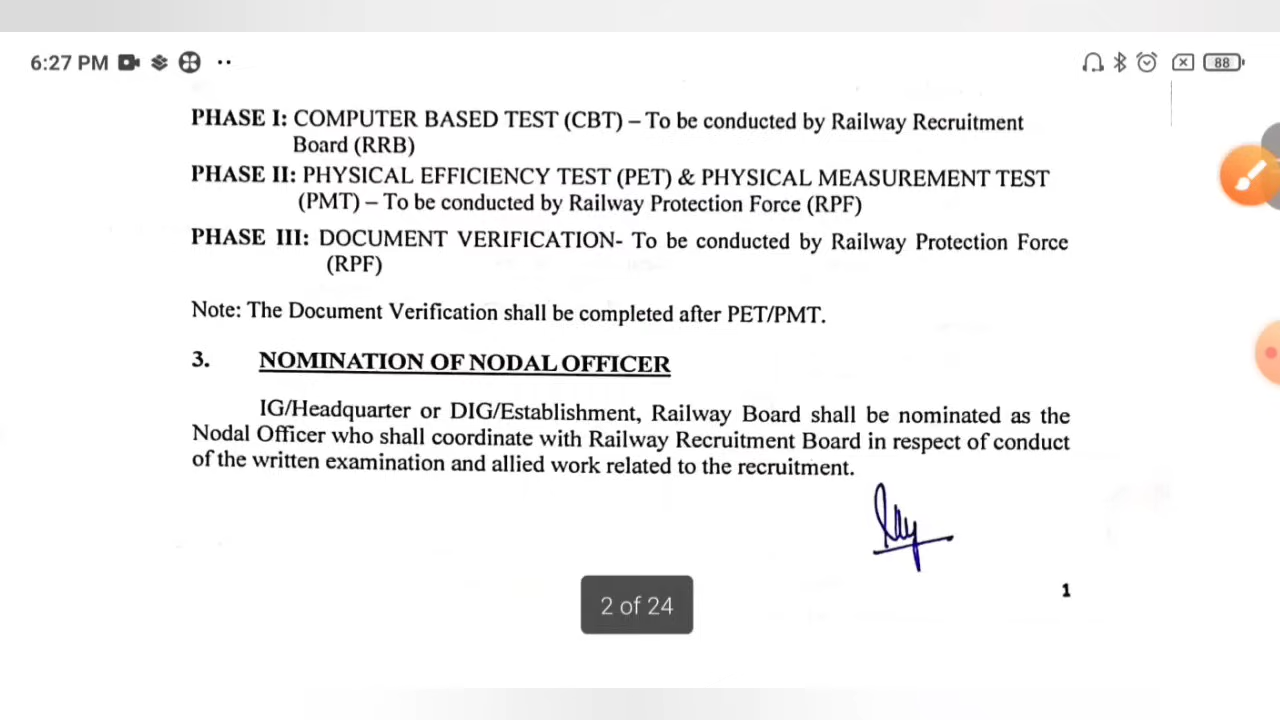 6:27 PM
88
PHASE I: COMPUTER BASED TEST (CBT) – To be conducted by Railway Recruitment
Board (RRB)
PHASE II: PHYSICAL EFFICIENCY TEST (PET) & PHYSICAL MEASUREMENT TEST
(PMT) – To be conducted by Railway Protection Force (RPF)
PHASE III: DOCUMENT VERIFICATION- To be conducted by Railway Protection Force
(RPF)
Note: The Document Verification shall be completed after PET/PMT.
3. NOMINATION OF NODAL OFFICER
IG/Headquarter or DIG/Establishment, Railway Board shall be nominated as the
Nodal Officer who shall coordinate with Railway Recruitment Board in respect of conduct
of the written examination and allied work related to the recruitment.
1
2 of 24